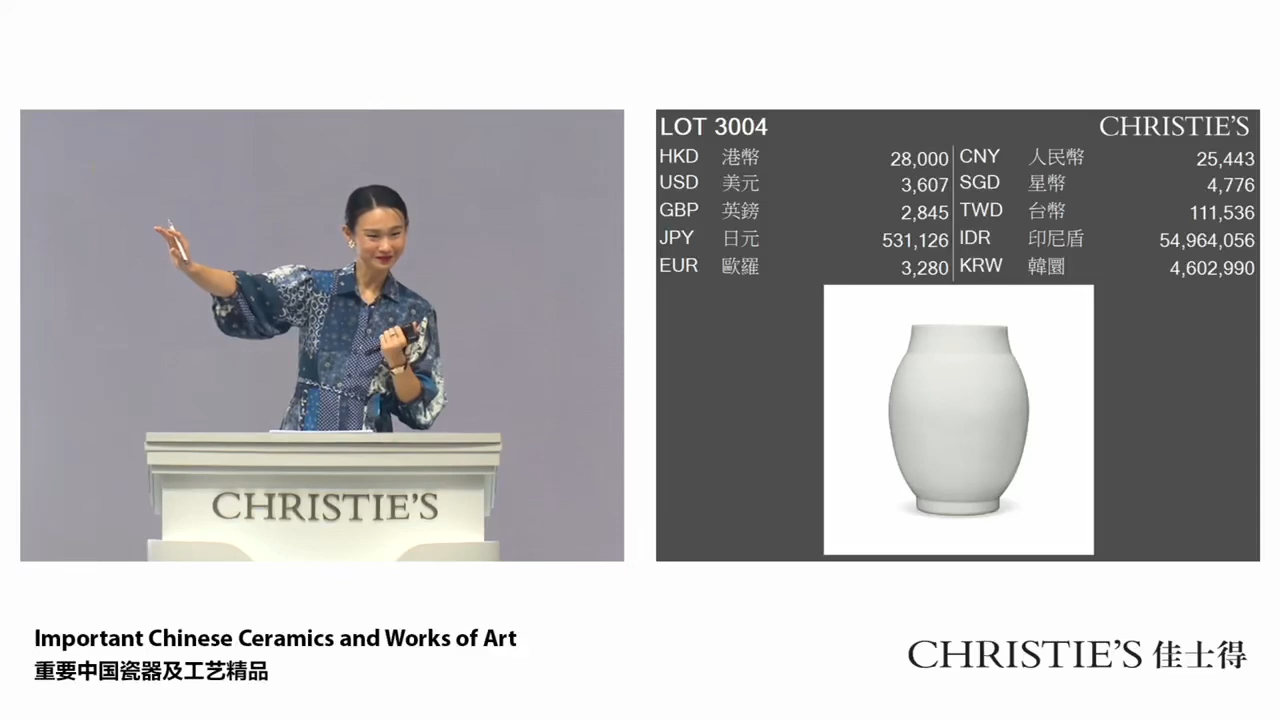 CHRISTIE'S
LOT 3004 CHRISTIE'S
HKD 港幣 28,000 CNY 人民幣 25,443
USD 美元 3,607 SGD 星幣 4,776
GBP 英鎊 2,845 TWD 台幣 111,536
JPY 日元 531,126 IDR 印尼盾 54,964,056
EUR 歐羅 3,280 KRW 韓圜 4,602,990
Important Chinese Ceramics and Works of Art
重要中国瓷器及工艺精品
CHRISTIE'S 佳士得